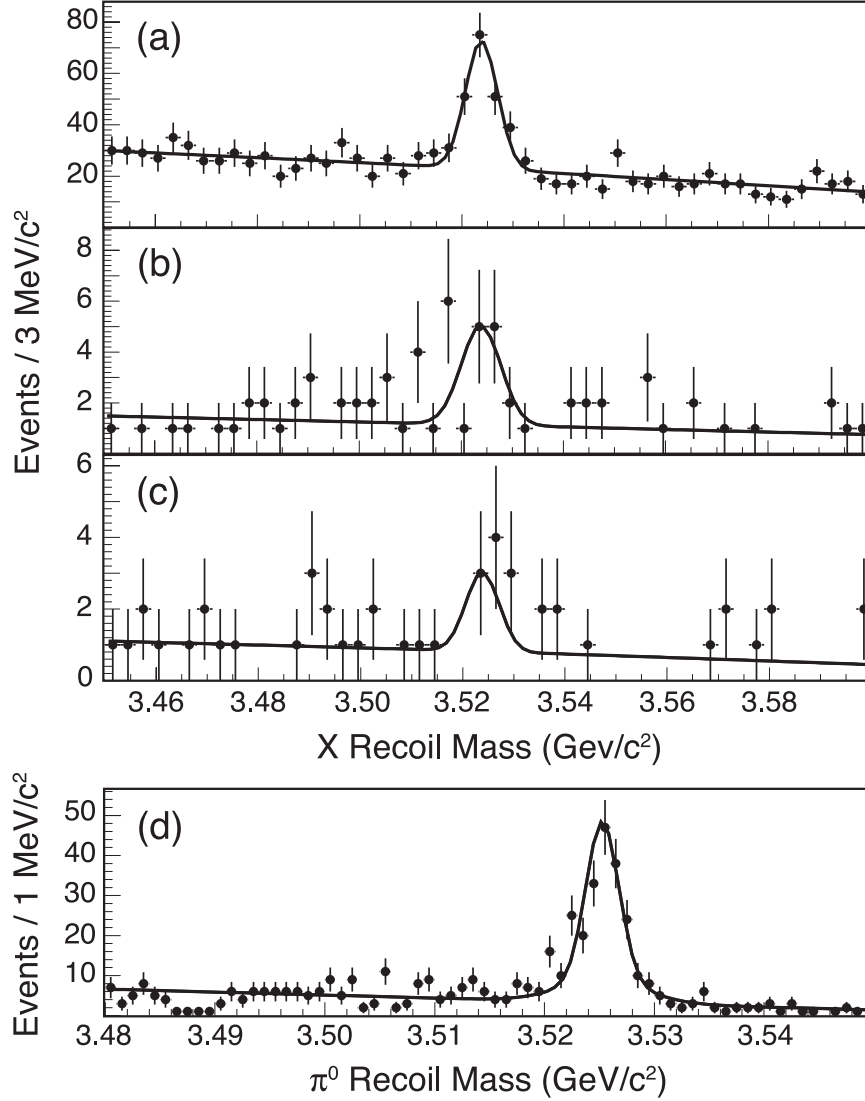 (a)
80
60
40
20
(b)
8
6
4
2
Events / 3 MeV/c²
(c)
6
4
2
0
3.46 3.48 3.50 3.52 3.54 3.56 3.58
X Recoil Mass (Gev/c²)
(d)
50
40
30
20
10
Events / 1 MeV/c²
3.48 3.49 3.50 3.51 3.52 3.53 3.54
π⁰ Recoil Mass (GeV/c²)